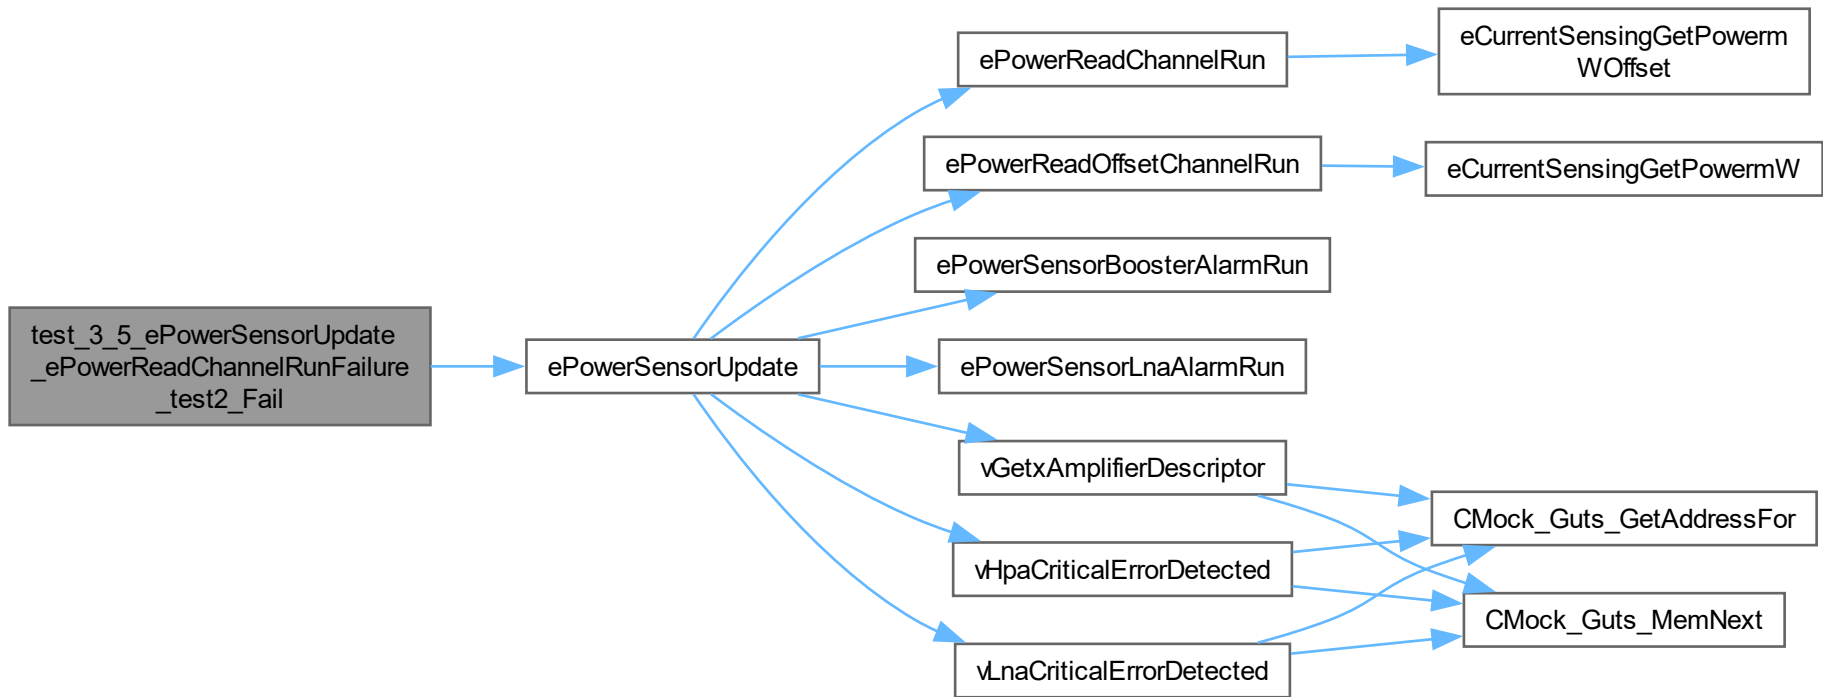 ePowerReadChannelRun
eCurrentSensingGetPowerm
WOffset
ePowerReadOffsetChannelRun
eCurrentSensingGetPowermW
ePowerSensorBoosterAlarmRun
test_3_5_ePowerSensorUpdate
_ePowerReadChannelRunFailure
_test2_Fail
ePowerSensorUpdate
ePowerSensorLnaAlarmRun
vGetxAmplifierDescriptor
CMock_Guts_GetAddressFor
vHpaCriticalErrorDetected
CMock_Guts_MemNext
vLnaCriticalErrorDetected